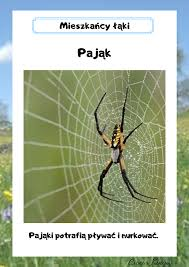 Mieszkańcy łąki
Pająk
Pająki potrafią pływać i nurkować.